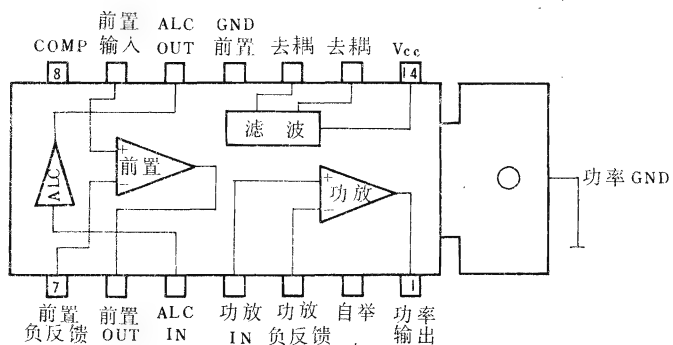 前置 ALC GND
COMP 输入 OUT 前置 去耦 去耦 Vcc
8 14
滤 波
+
前置
−
ALC
+
功放
−
功率GND
7 1
前置 前置 ALC 功放 功放 自举 功率
负反馈 OUT IN IN 负反馈 输出